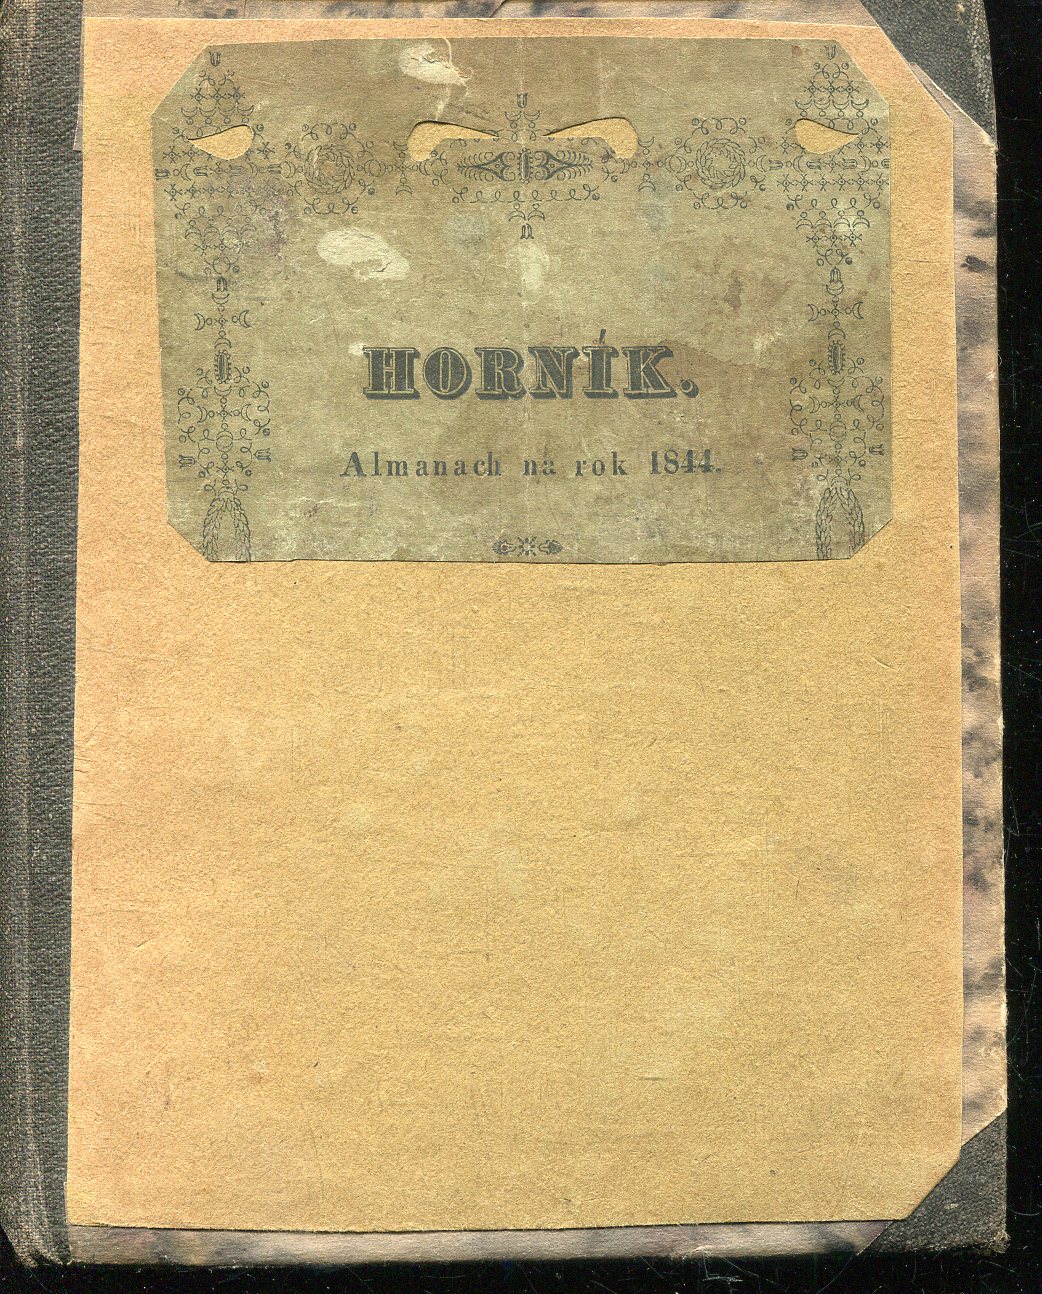 HORNÍK.
Almanach na rok 1844.